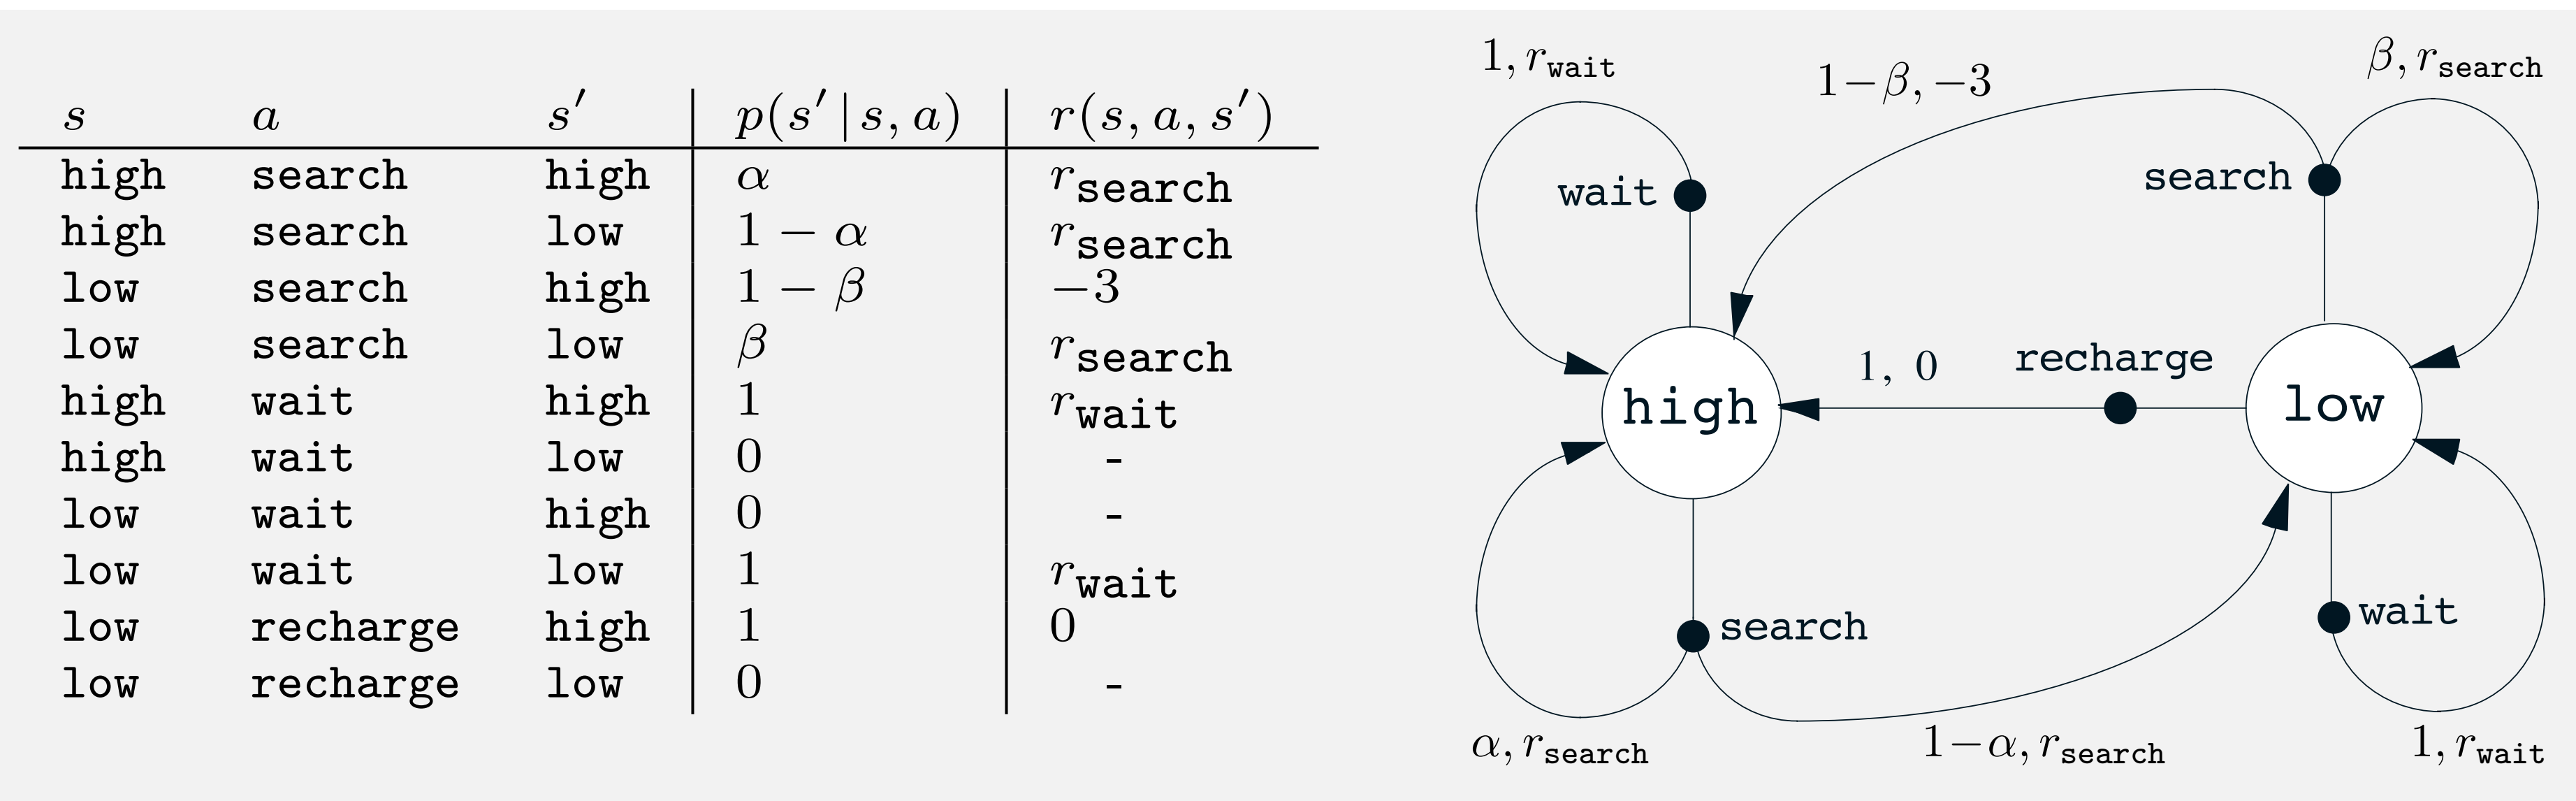 s a s′ p(s′ | s, a) r(s, a, s′)
high search high α r_search
high search low 1 − α r_search
low search high 1 − β −3
low search low β r_search
high wait high 1 r_wait
high wait low 0 -
low wait high 0 -
low wait low 1 r_wait
low recharge high 1 0
low recharge low 0 -
1, r_wait
1−β, −3
β, r_search
wait
search
1, 0
recharge
high
low
search
wait
α, r_search
1−α, r_search
1, r_wait